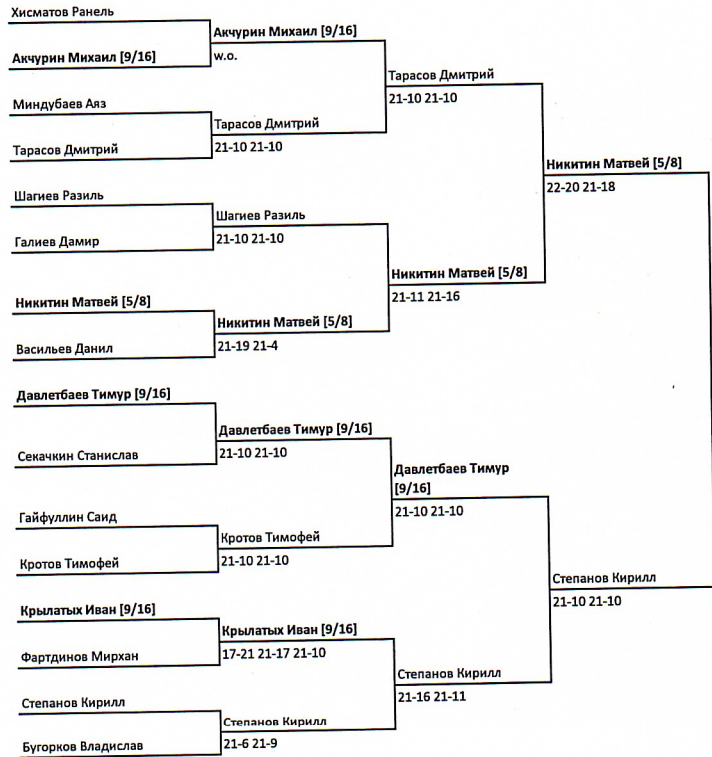 Хисматов Ранель
Акчурин Михаил [9/16]
Акчурин Михаил [9/16]
w.o.
Тарасов Дмитрий
21-10 21-10
Миндубаев Аяз
Тарасов Дмитрий
Тарасов Дмитрий
21-10 21-10
Никитин Матвей [5/8]
22-20 21-18
Шагиев Разиль
Шагиев Разиль
Галиев Дамир
21-10 21-10
Никитин Матвей [5/8]
21-11 21-16
Никитин Матвей [5/8]
Никитин Матвей [5/8]
Васильев Данил
21-19 21-4
Давлетбаев Тимур [9/16]
Давлетбаев Тимур [9/16]
Секачкин Станислав
21-10 21-10
Давлетбаев Тимур
[9/16]
21-10 21-10
Гайфуллин Саид
Кротов Тимофей
Кротов Тимофей
21-10 21-10
Степанов Кирилл
21-10 21-10
Крылатых Иван [9/16]
Крылатых Иван [9/16]
Фартдинов Мирхан
17-21 21-17 21-10
Степанов Кирилл
21-16 21-11
Степанов Кирилл
Степанов Кирилл
Бугорков Владислав
21-6 21-9